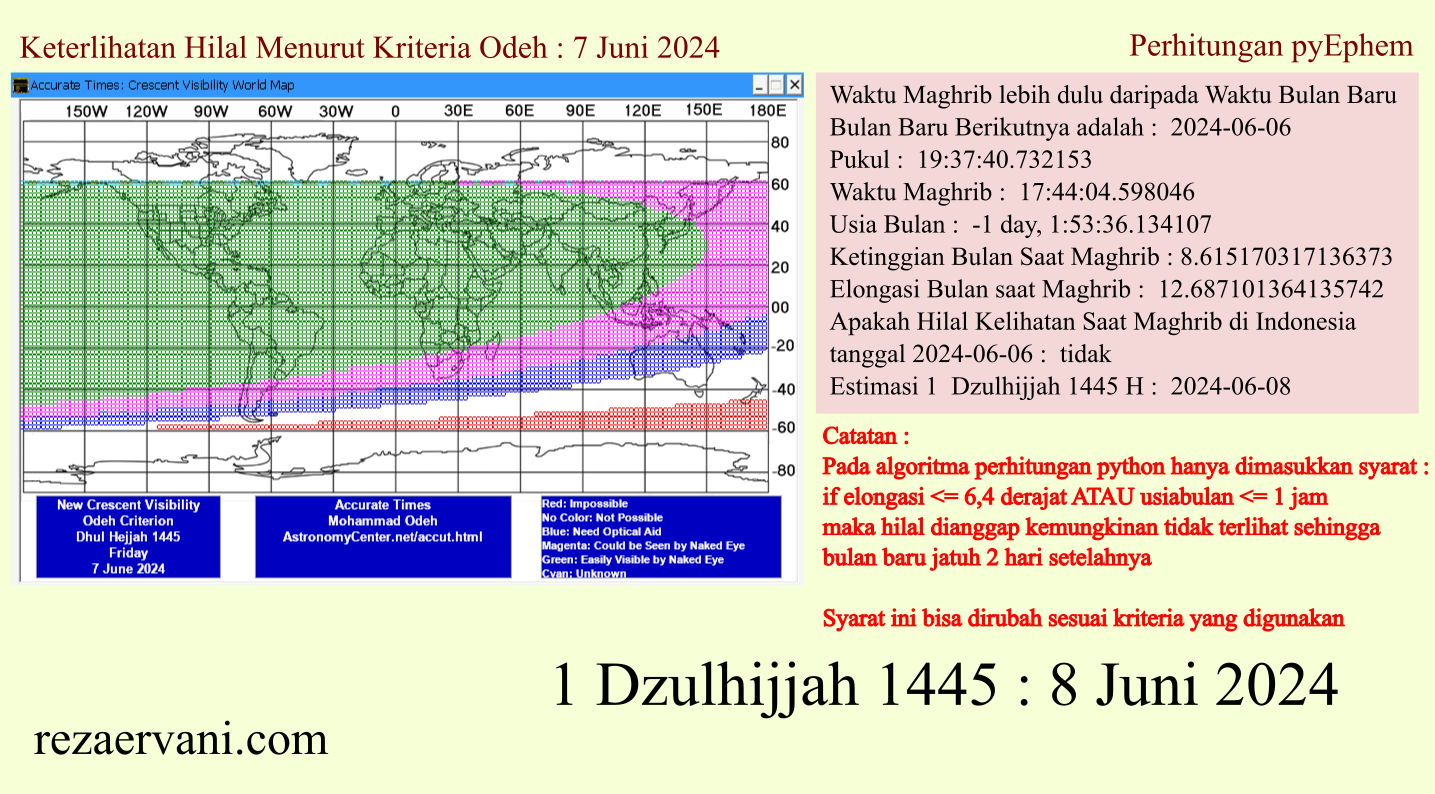 Keterlihatan Hilal Menurut Kriteria Odeh : 7 Juni 2024
Accurate Times: Crescent Visibility World Map
150W 120W 90W 60W 30W 0 30E 60E 90E 120E 150E 180E
80
60
40
20
00
-20
-40
-60
-80
New Crescent Visibility
Odeh Criterion
Dhul Hejjah 1445
Friday
7 June 2024
Accurate Times
Mohammad Odeh
AstronomyCenter.net/accut.html
Red: Impossible
No Color: Not Possible
Blue: Need Optical Aid
Magenta: Could be Seen by Naked Eye
Green: Easily Visible by Naked Eye
Cyan: Unknown
Perhitungan pyEphem
Waktu Maghrib lebih dulu daripada Waktu Bulan Baru
Bulan Baru Berikutnya adalah : 2024-06-06
Pukul : 19:37:40.732153
Waktu Maghrib : 17:44:04.598046
Usia Bulan : -1 day, 1:53:36.134107
Ketinggian Bulan Saat Maghrib : 8.615170317136373
Elongasi Bulan saat Maghrib : 12.687101364135742
Apakah Hilal Kelihatan Saat Maghrib di Indonesia
tanggal 2024-06-06 : tidak
Estimasi 1 Dzulhijjah 1445 H : 2024-06-08
Catatan :
Pada algoritma perhitungan python hanya dimasukkan syarat :
if elongasi <= 6,4 derajat ATAU usiabulan <= 1 jam
maka hilal dianggap kemungkinan tidak terlihat sehingga
bulan baru jatuh 2 hari setelahnya
Syarat ini bisa dirubah sesuai kriteria yang digunakan
1 Dzulhijjah 1445 : 8 Juni 2024
rezaervani.com